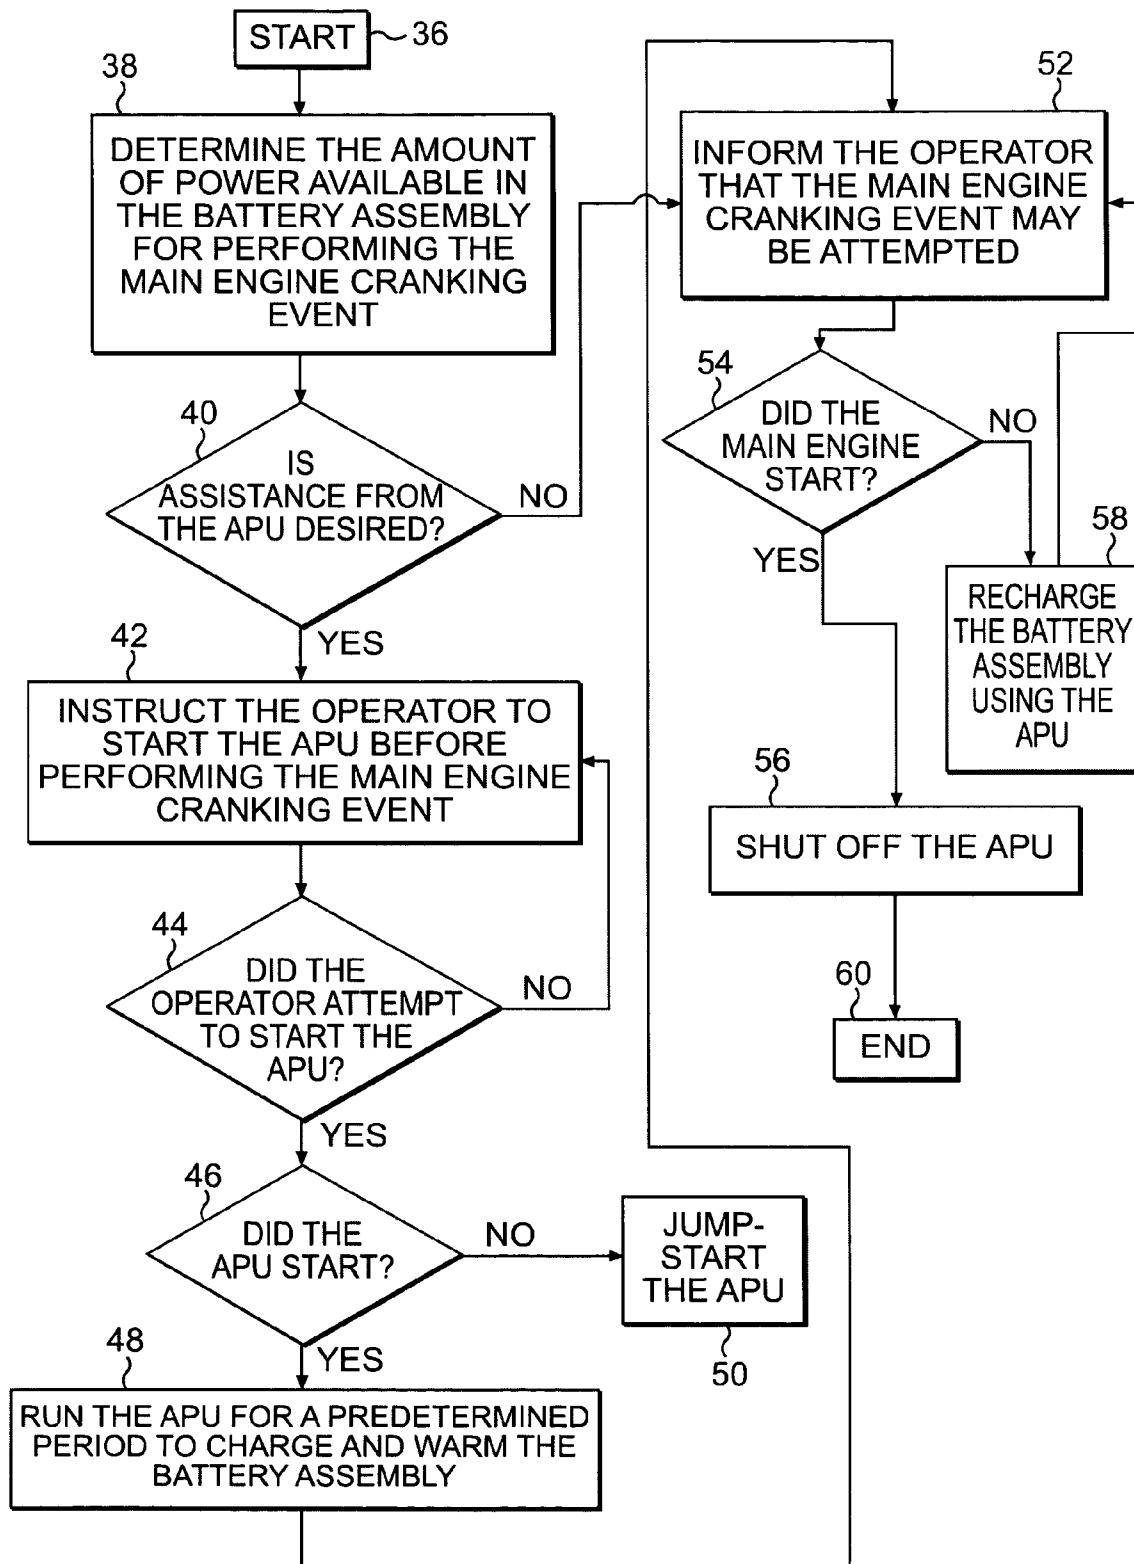 START
36
38
DETERMINE THE AMOUNT
OF POWER AVAILABLE IN
THE BATTERY ASSEMBLY
FOR PERFORMING THE
MAIN ENGINE CRANKING
EVENT
40
IS
ASSISTANCE FROM
THE APU DESIRED?
NO
YES
42
INSTRUCT THE OPERATOR TO
START THE APU BEFORE
PERFORMING THE MAIN ENGINE
CRANKING EVENT
44
DID THE
OPERATOR ATTEMPT
TO START THE
APU?
NO
YES
46
DID THE
APU START?
NO
YES
JUMP-
START
THE APU
50
48
RUN THE APU FOR A PREDETERMINED
PERIOD TO CHARGE AND WARM THE
BATTERY ASSEMBLY
52
INFORM THE OPERATOR
THAT THE MAIN ENGINE
CRANKING EVENT MAY
BE ATTEMPTED
54
DID THE
MAIN ENGINE
START?
NO
YES
58
RECHARGE
THE BATTERY
ASSEMBLY
USING THE
APU
56
SHUT OFF THE APU
60
END